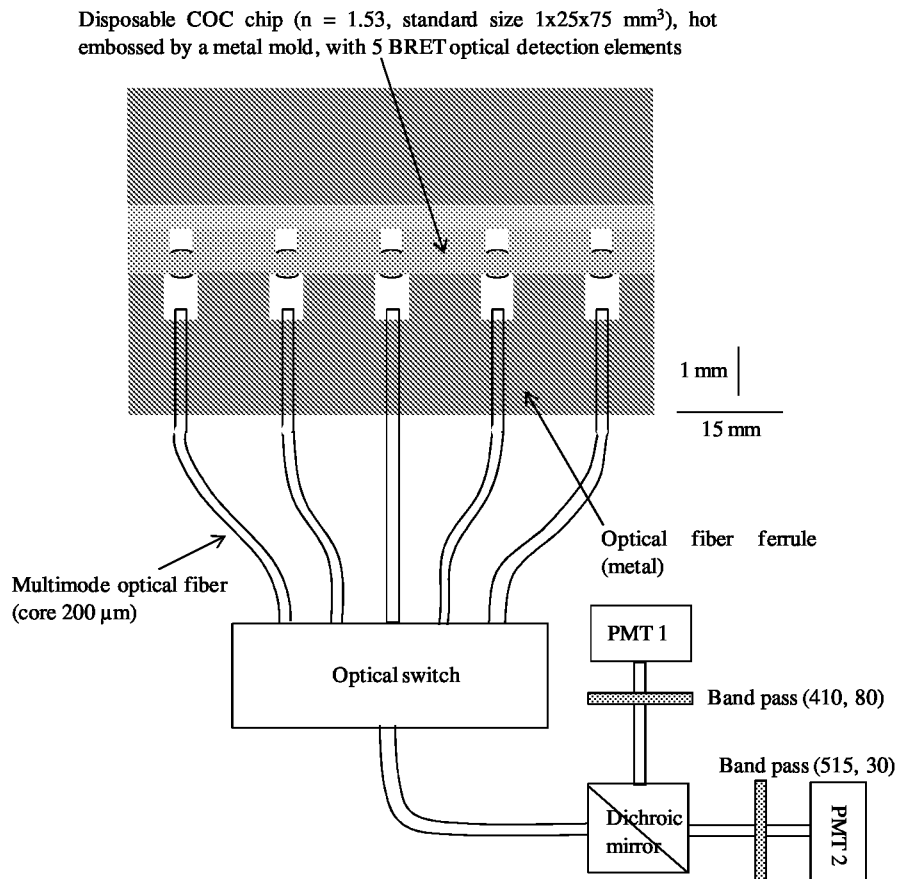 Disposable COC chip (n = 1.53, standard size 1x25x75 mm³), hot
embossed by a metal mold, with 5 BRET optical detection elements
1 mm
15 mm
Optical fiber ferrule
(metal)
Multimode optical fiber
(core 200 µm)
PMT 1
Optical switch
Band pass (410, 80)
Band pass (515, 30)
Dichroic
mirror
PMT 2